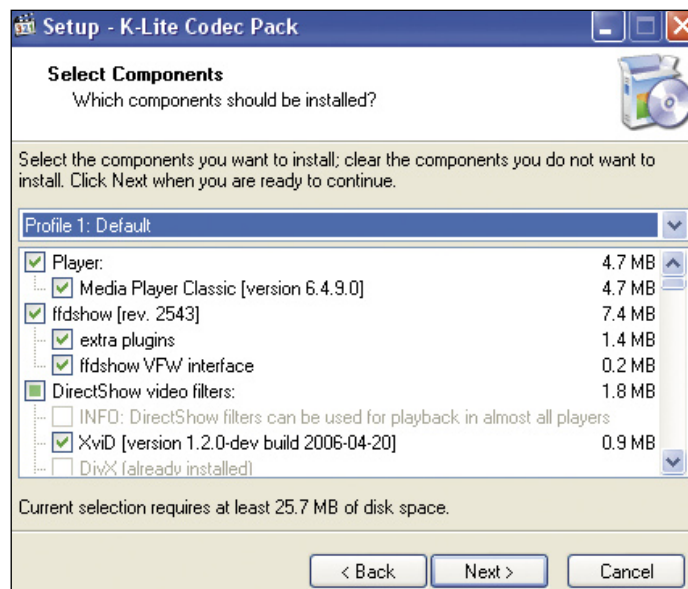 Setup - K-Lite Codec Pack
Select Components
Which components should be installed?
Select the components you want to install; clear the components you do not want to
install. Click Next when you are ready to continue.
Profile 1: Default
Player: 4.7 MB
Media Player Classic [version 6.4.9.0] 4.7 MB
ffdshow [rev. 2543] 7.4 MB
extra plugins 1.4 MB
ffdshow VFW interface 0.2 MB
DirectShow video filters: 1.8 MB
INFO: DirectShow filters can be used for playback in almost all players
XviD [version 1.2.0-dev build 2006-04-20] 0.9 MB
DivX (already installed)
Current selection requires at least 25.7 MB of disk space.
< Back Next > Cancel